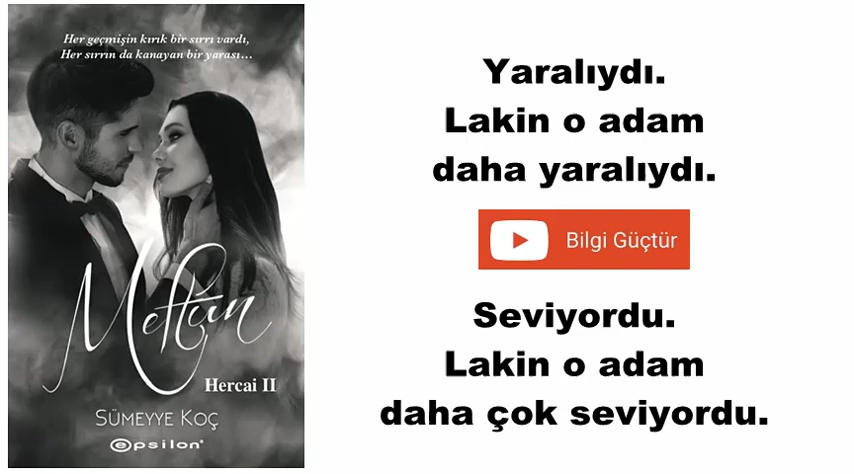 Her geçmişin kırık bir sırrı vardı,
Her sırrın da kanayan bir yarası...
Meftun
Hercai II
SÜMEYYE KOÇ
epsilon
Yaralıydı.
Lakin o adam
daha yaralıydı.
Bilgi Güçtür
Seviyordu.
Lakin o adam
daha çok seviyordu.